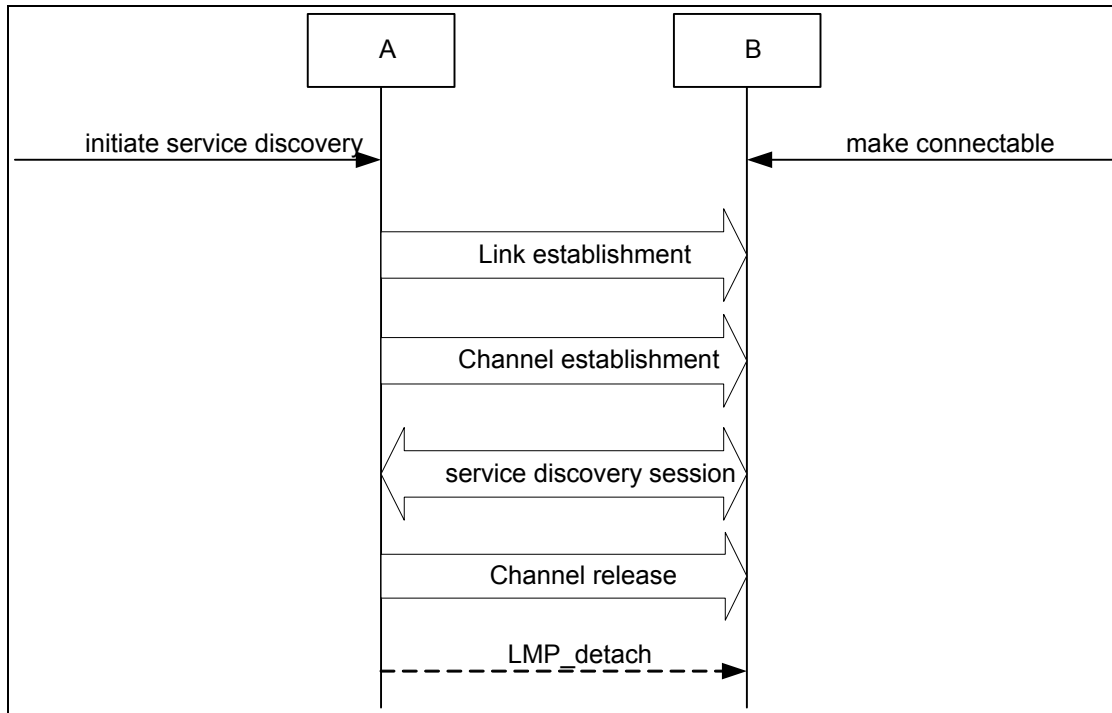 A
B
initiate service discovery
make connectable
Link establishment
Channel establishment
service discovery session
Channel release
LMP_detach